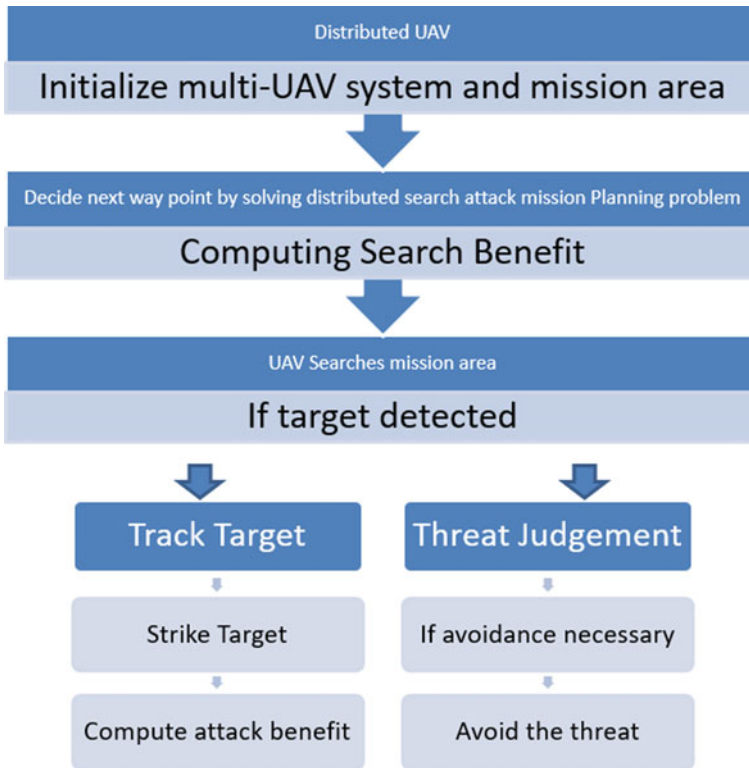 Distributed UAV
Initialize multi-UAV system and mission area
Decide next way point by solving distributed search attack mission Planning problem
Computing Search Benefit
UAV Searches mission area
If target detected
Track Target
Strike Target
Compute attack benefit
Threat Judgement
If avoidance necessary
Avoid the threat